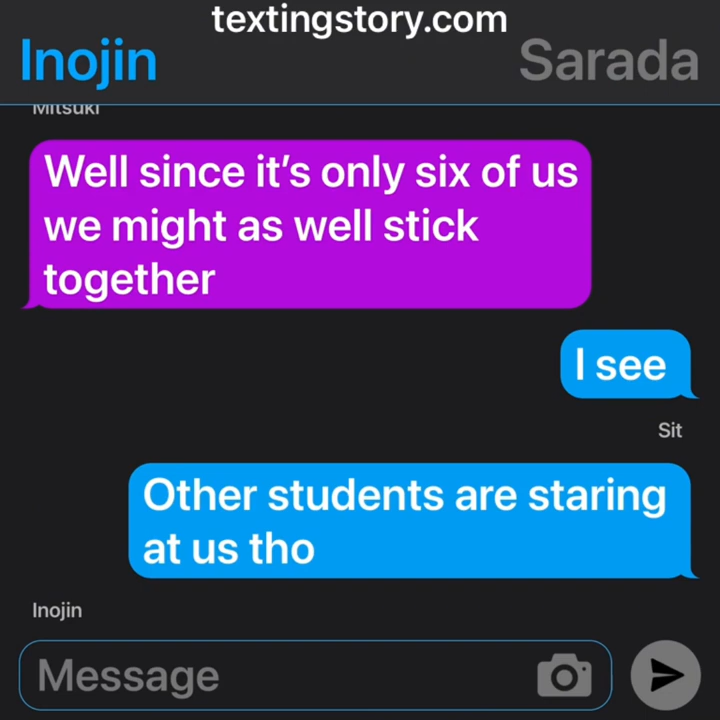 textingstory.com
Inojin
Sarada
Mitsuki
Well since it's only six of us
we might as well stick
together
I see
Sit
Other students are staring
at us tho
Inojin
Message